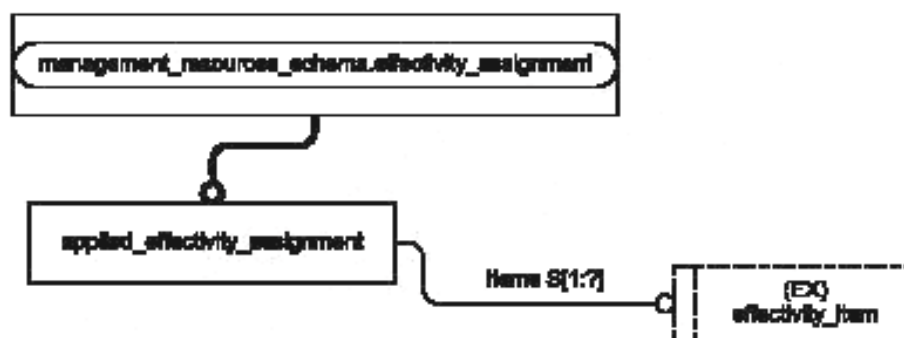 management_resources_schema.effectivity_assignment
applied_effectivity_assignment
items S[1:?]
(EX)
effectivity_item